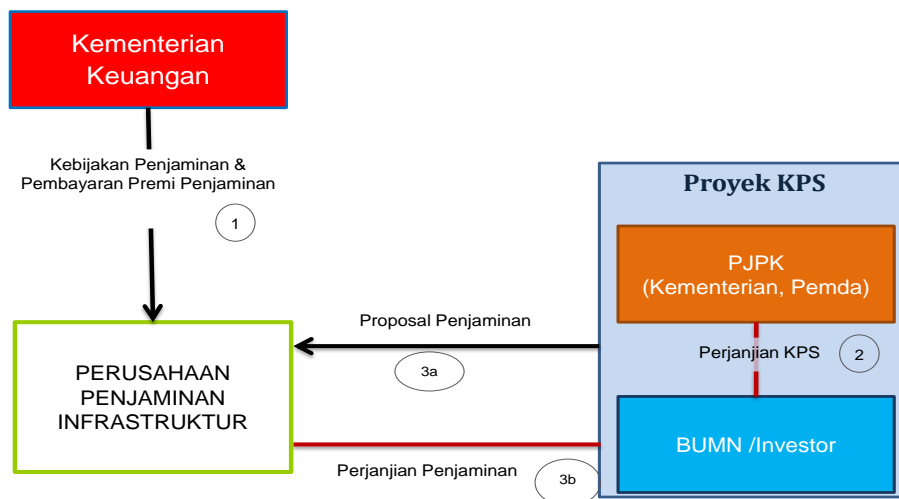 Kementerian
Keuangan
Kebijakan Penjaminan &
Pembayaran Premi Penjaminan
1
Proyek KPS
PJPK
(Kementerian, Pemda)
Perjanjian KPS
2
BUMN /Investor
Proposal Penjaminan
3a
PERUSAHAAN
PENJAMINAN
INFRASTRUKTUR
Perjanjian Penjaminan
3b